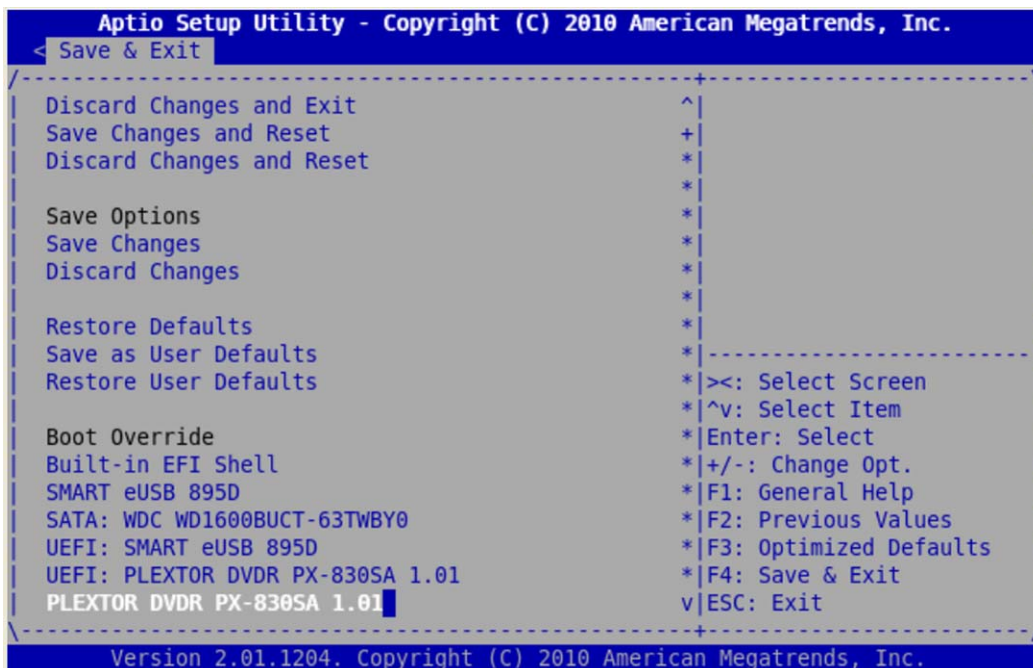 Aptio Setup Utility - Copyright (C) 2010 American Megatrends, Inc.
< Save & Exit
/-----------------------------------------------------+-------------------------\
| Discard Changes and Exit ^|
| Save Changes and Reset +|
| Discard Changes and Reset *|
| *|
| Save Options *|
| Save Changes *|
| Discard Changes *|
| *|
| Restore Defaults *|
| Save as User Defaults *|-------------------------
| Restore User Defaults *|><: Select Screen
| *|^v: Select Item
| Boot Override *|Enter: Select
| Built-in EFI Shell *|+/-: Change Opt.
| SMART eUSB 895D *|F1: General Help
| SATA: WDC WD1600BUCT-63TWBY0 *|F2: Previous Values
| UEFI: SMART eUSB 895D *|F3: Optimized Defaults
| UEFI: PLEXTOR DVDR PX-830SA 1.01 *|F4: Save & Exit
| PLEXTOR DVDR PX-830SA 1.01 v|ESC: Exit
\-----------------------------------------------------+-------------------------/
Version 2.01.1204. Copyright (C) 2010 American Megatrends, Inc.